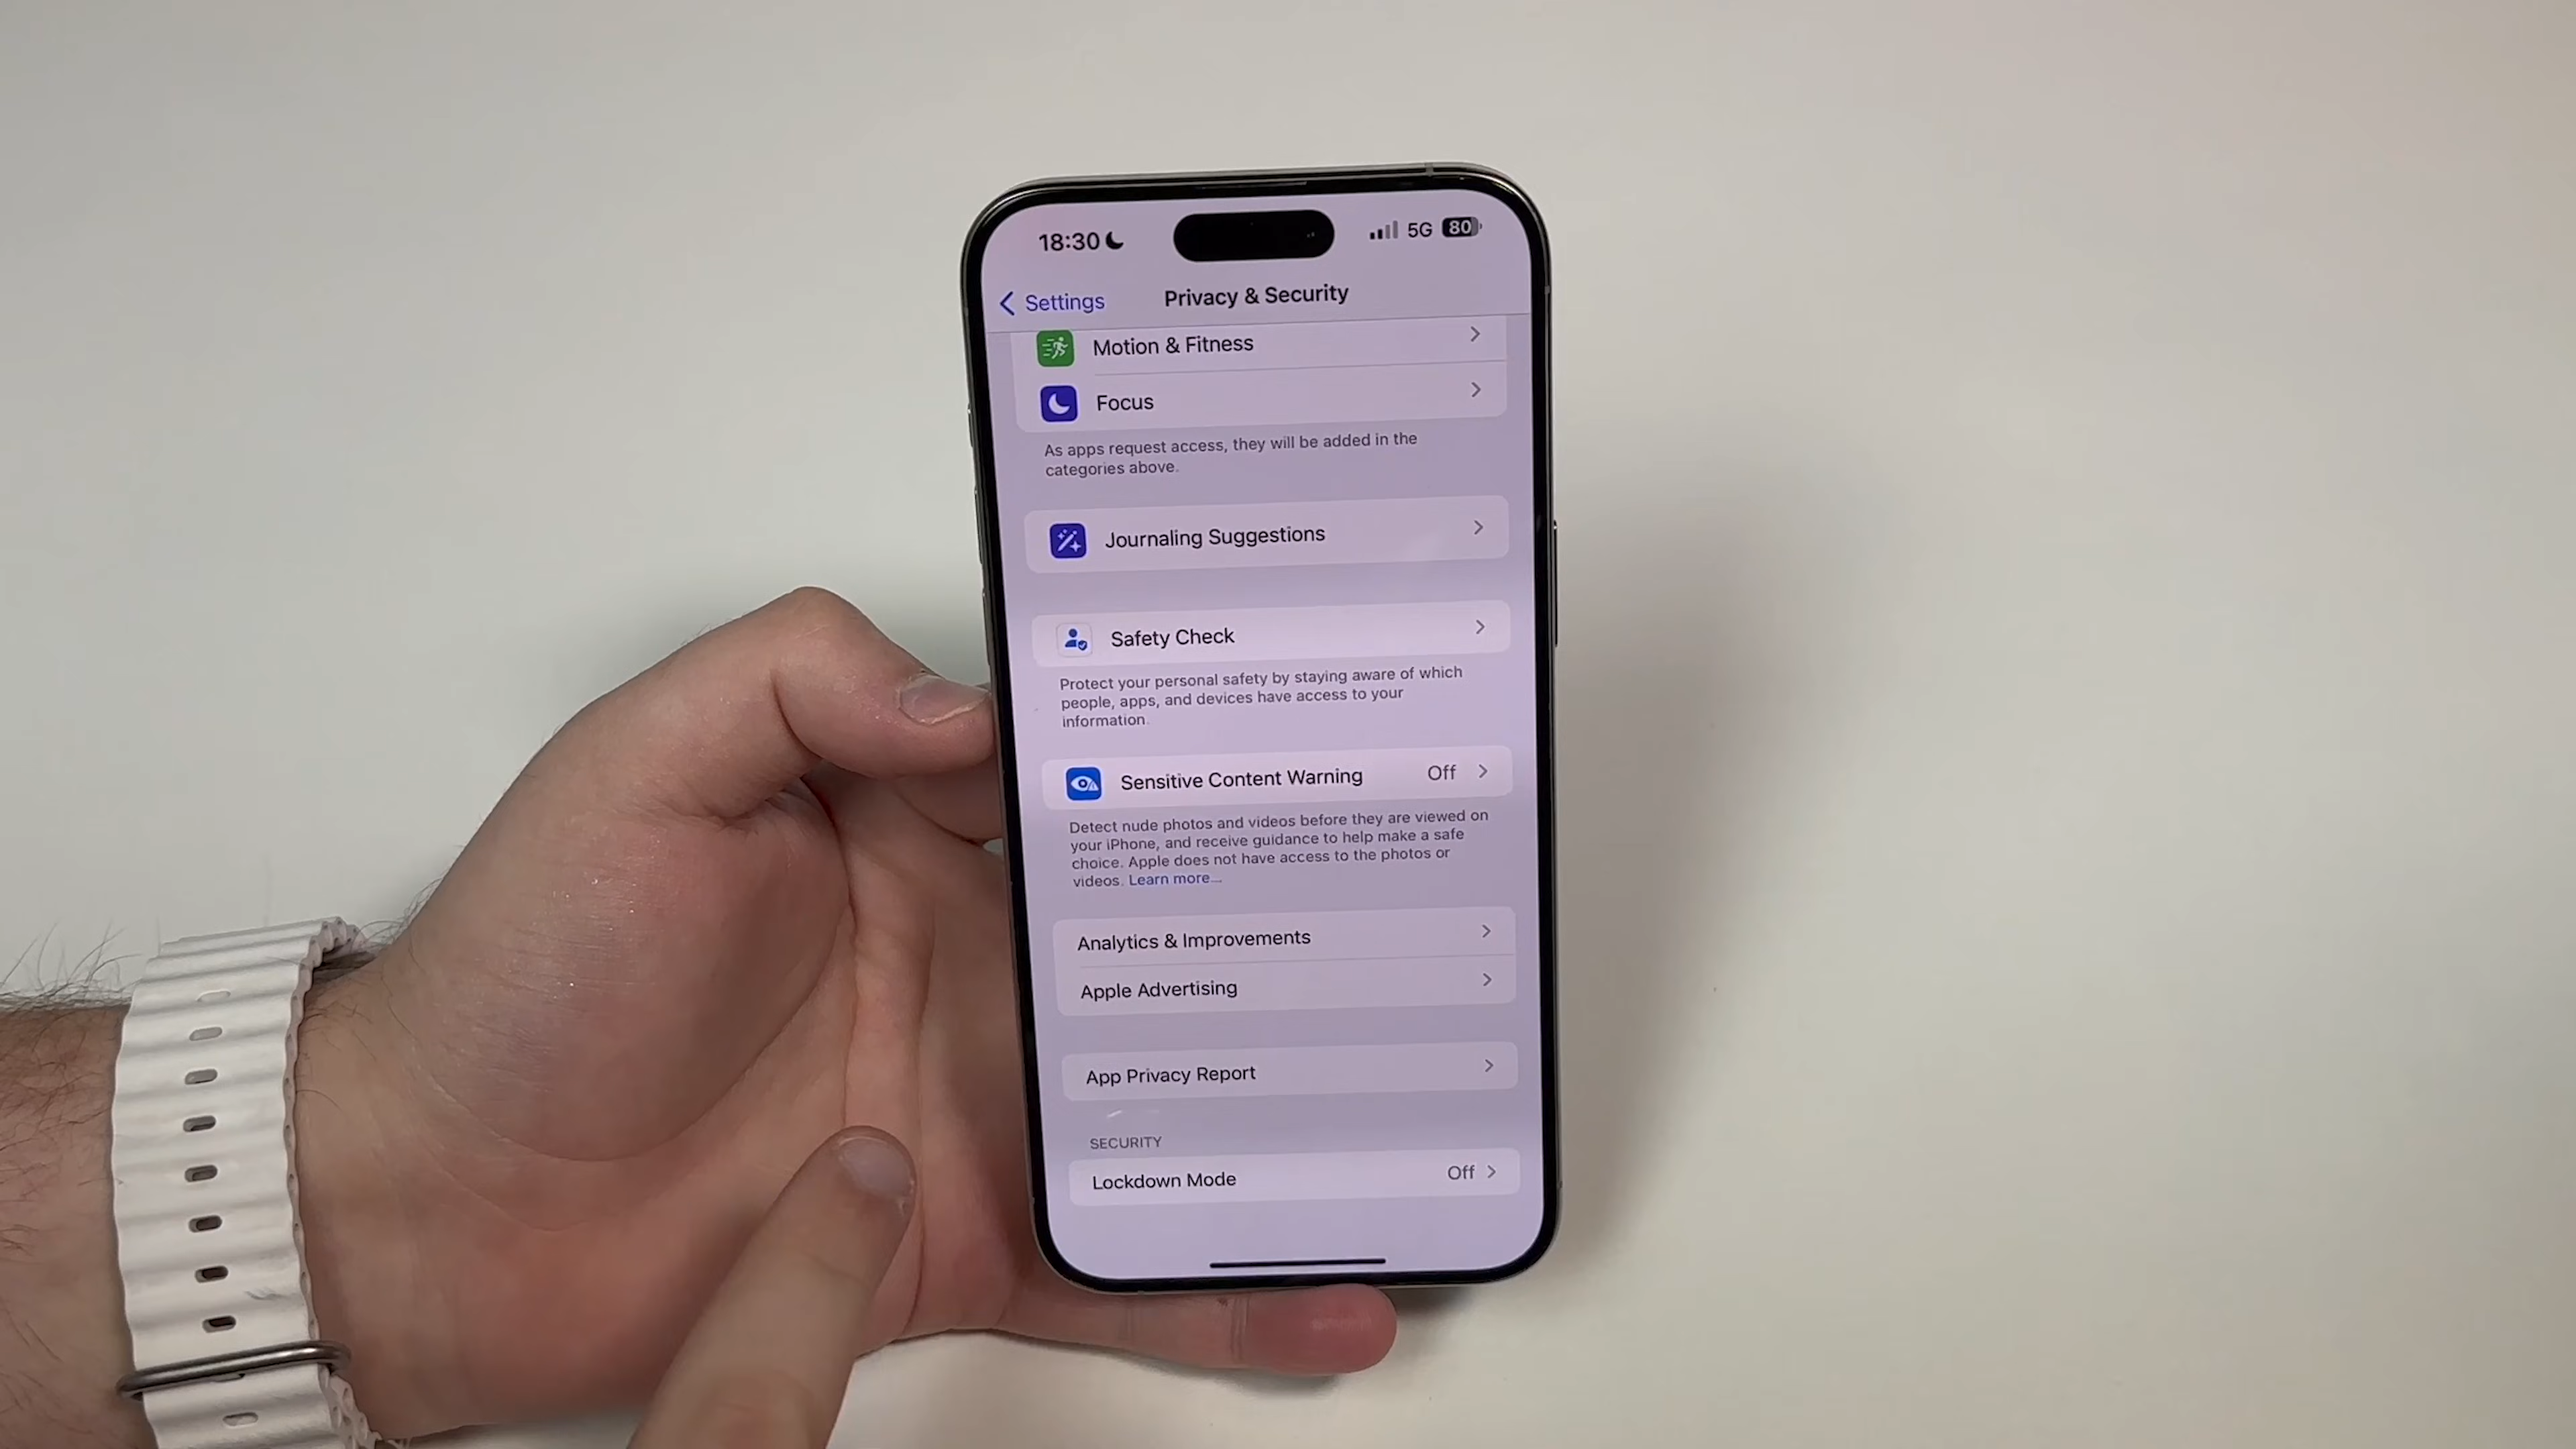 18:30
5G 80
Settings
Privacy & Security
Motion & Fitness
Focus
As apps request access, they will be added in the
categories above.
Journaling Suggestions
Safety Check
Protect your personal safety by staying aware of which
people, apps, and devices have access to your
information.
Sensitive Content Warning Off
Detect nude photos and videos before they are viewed on
your iPhone, and receive guidance to help make a safe
choice. Apple does not have access to the photos or
videos. Learn more...
Analytics & Improvements
Apple Advertising
App Privacy Report
SECURITY
Lockdown Mode Off